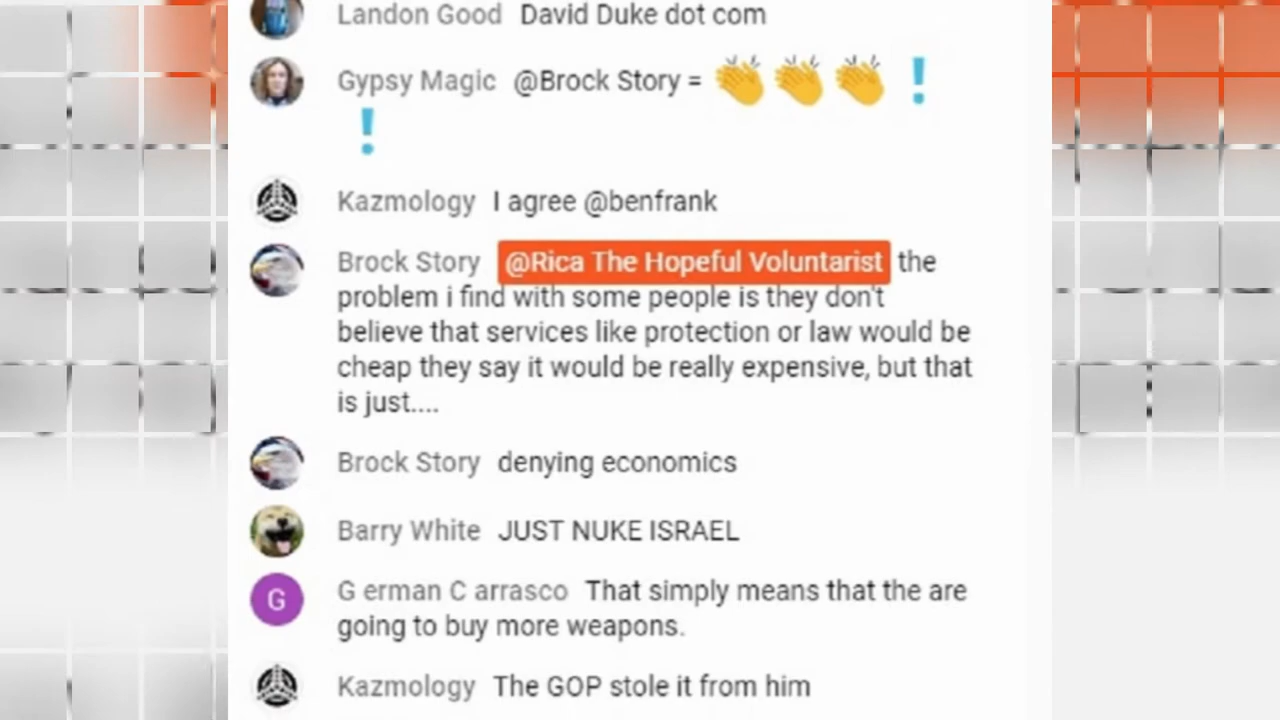 Landon Good David Duke dot com
Gypsy Magic @Brock Story = 👏👏👏❗
❗
Kazmology I agree @benfrank
Brock Story @Rica The Hopeful Voluntarist the
problem i find with some people is they don't
believe that services like protection or law would be
cheap they say it would be really expensive, but that
is just....
Brock Story denying economics
Barry White JUST NUKE ISRAEL
G
G erman C arrasco That simply means that the are
going to buy more weapons.
Kazmology The GOP stole it from him